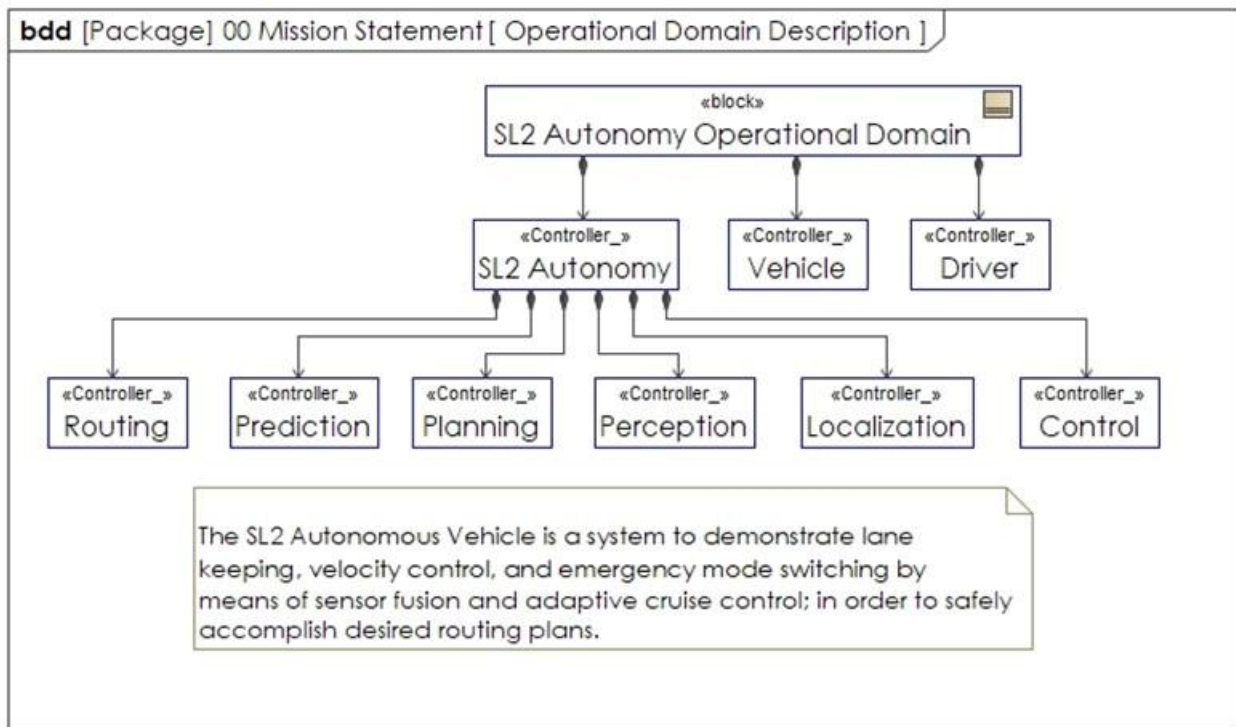 bdd [Package] 00 Mission Statement [ Operational Domain Description ]
«block»
SL2 Autonomy Operational Domain
«Controller_»
SL2 Autonomy
«Controller_»
Vehicle
«Controller_»
Driver
«Controller_»
Routing
«Controller_»
Prediction
«Controller_»
Planning
«Controller_»
Perception
«Controller_»
Localization
«Controller_»
Control
The SL2 Autonomous Vehicle is a system to demonstrate lane
keeping, velocity control, and emergency mode switching by
means of sensor fusion and adaptive cruise control; in order to safely
accomplish desired routing plans.